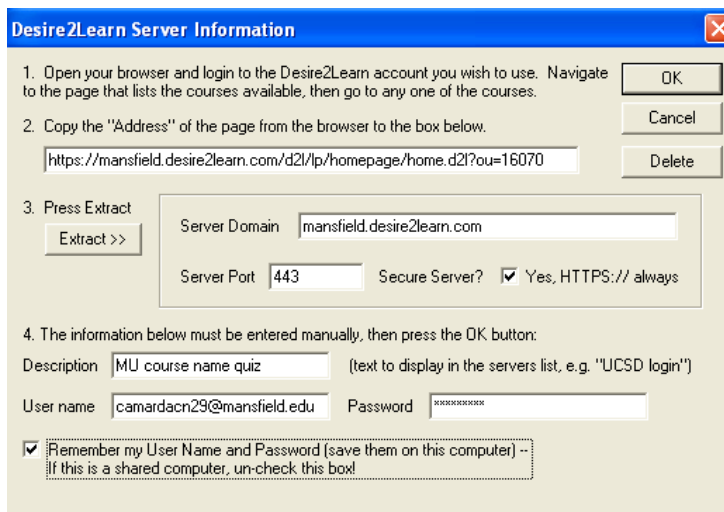 Desire2Learn Server Information
1. Open your browser and login to the Desire2Learn account you wish to use. Navigate
to the page that lists the courses available, then go to any one of the courses.
OK
2. Copy the "Address" of the page from the browser to the box below.
Cancel
https://mansfield.desire2learn.com/d2l/lp/homepage/home.d2l?ou=16070
Delete
3. Press Extract
Extract >>
Server Domain mansfield.desire2learn.com
Server Port 443 Secure Server? Yes, HTTPS:// always
4. The information below must be entered manually, then press the OK button:
Description MU course name quiz (text to display in the servers list, e.g. "UCSD login")
User name camardacn29@mansfield.edu Password *********
Remember my User Name and Password (save them on this computer) --
If this is a shared computer, un-check this box!